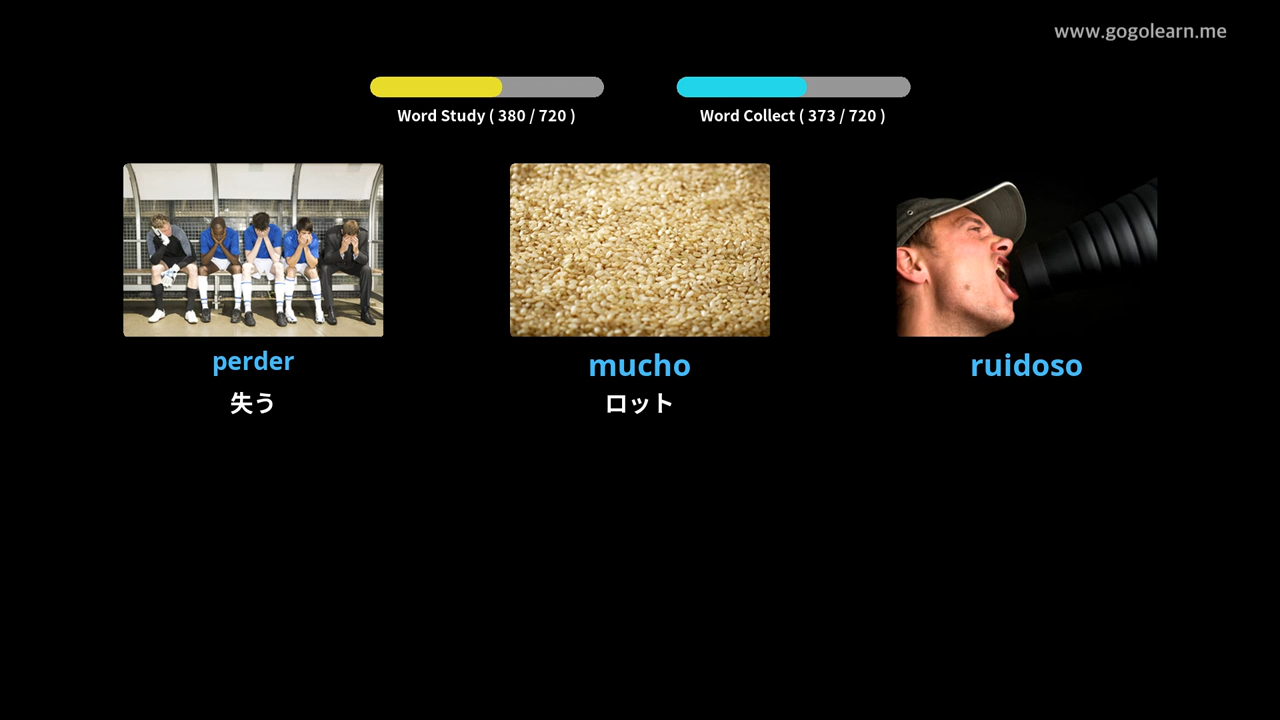 www.gogolearn.me
Word Study ( 380 / 720 )
Word Collect ( 373 / 720 )
perder
失う
mucho
ロット
ruidoso